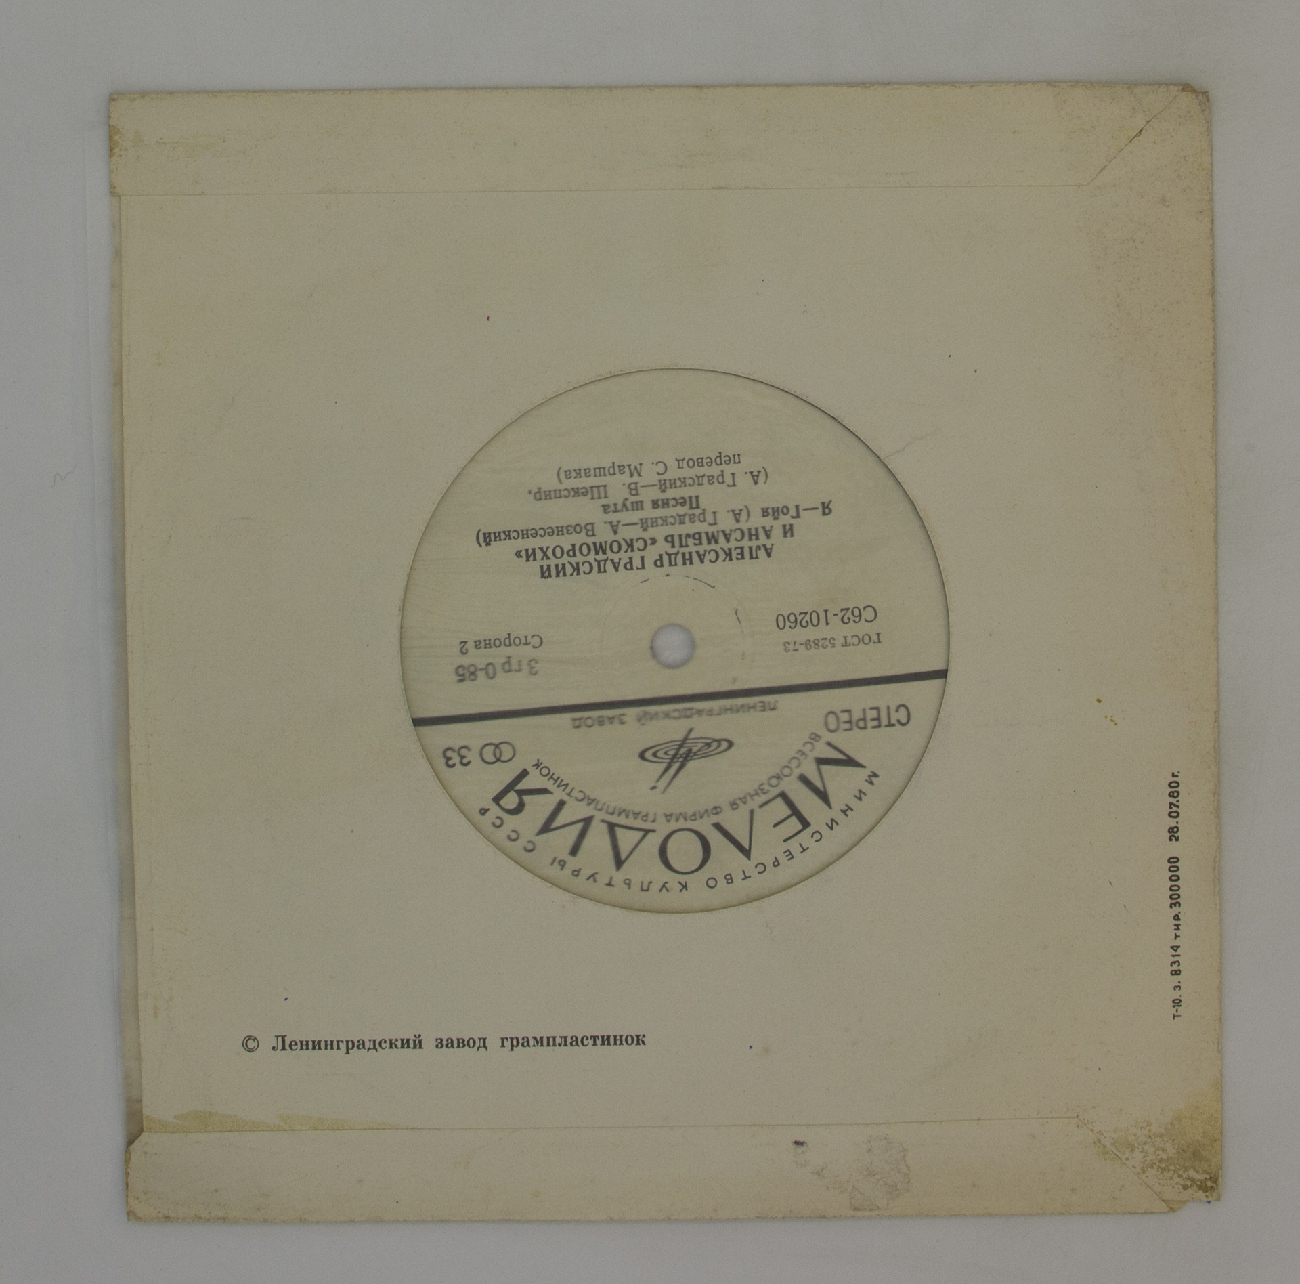 МИНИСТЕРСТВО КУЛЬТУРЫ СССР
МЕЛОДИЯ
ВСЕСОЮЗНАЯ ФИРМА ГРАМПЛАСТИНОК
СТЕРЕО
33
ЛЕНИНГРАДСКИЙ ЗАВОД
ГОСТ 5289-73
3 гр 0-85
С62-10260
Сторона 2
АЛЕКСАНДР ГРАДСКИЙ
И АНСАМБЛЬ «СКОМОРОХИ»
Я—Гойя (А. Градский—А. Вознесенский)
Песня шута
(А. Градский—В. Шекспир,
перевод С. Маршака)
© Ленинградский завод грампластинок
Т-10. з. 8314 тир. 300000 28.07.80 г.